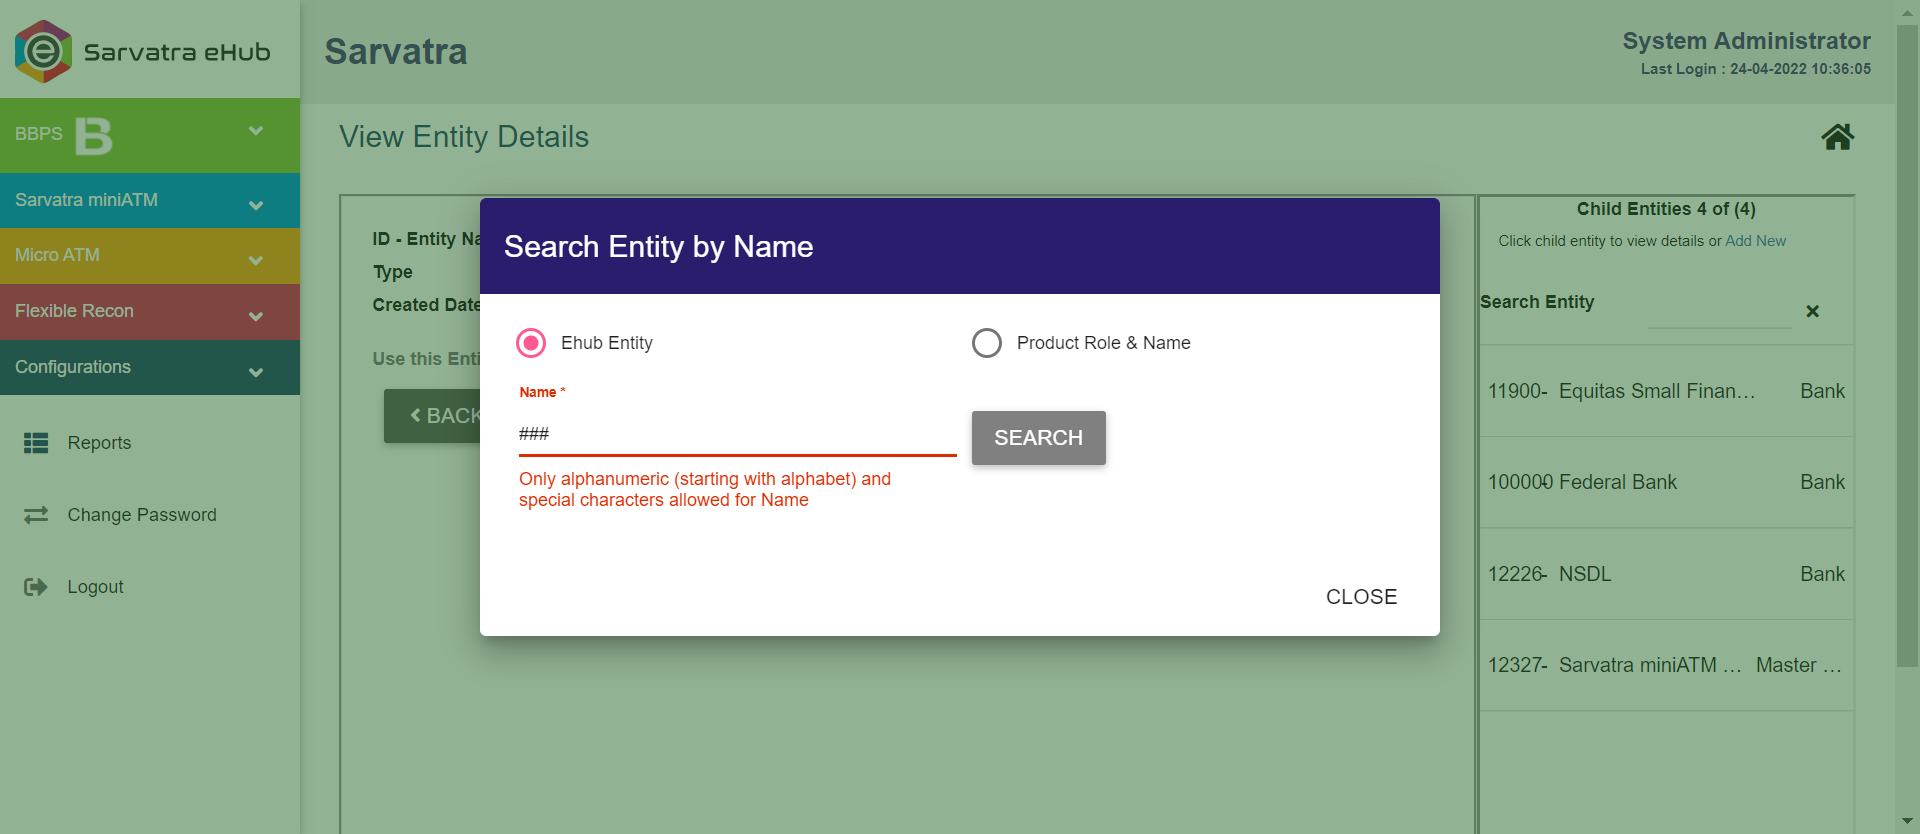 Sarvatra eHub
BBPS B
Sarvatra miniATM
Micro ATM
Flexible Recon
Configurations
Reports
Change Password
Logout
Sarvatra
System Administrator
Last Login : 24-04-2022 10:36:05
View Entity Details
ID - Entity
Type
Created Date
Use this
BACK
Search Entity by Name
Ehub Entity
Product Role & Name
Name *
###
SEARCH
Only alphanumeric (starting with alphabet) and
special characters allowed for Name
CLOSE
Child Entities 4 of (4)
Click child entity to view details or Add New
Search Entity
11900- Equitas Small Finan… Bank
100000- Federal Bank Bank
12226- NSDL Bank
12327- Sarvatra miniATM … Master …